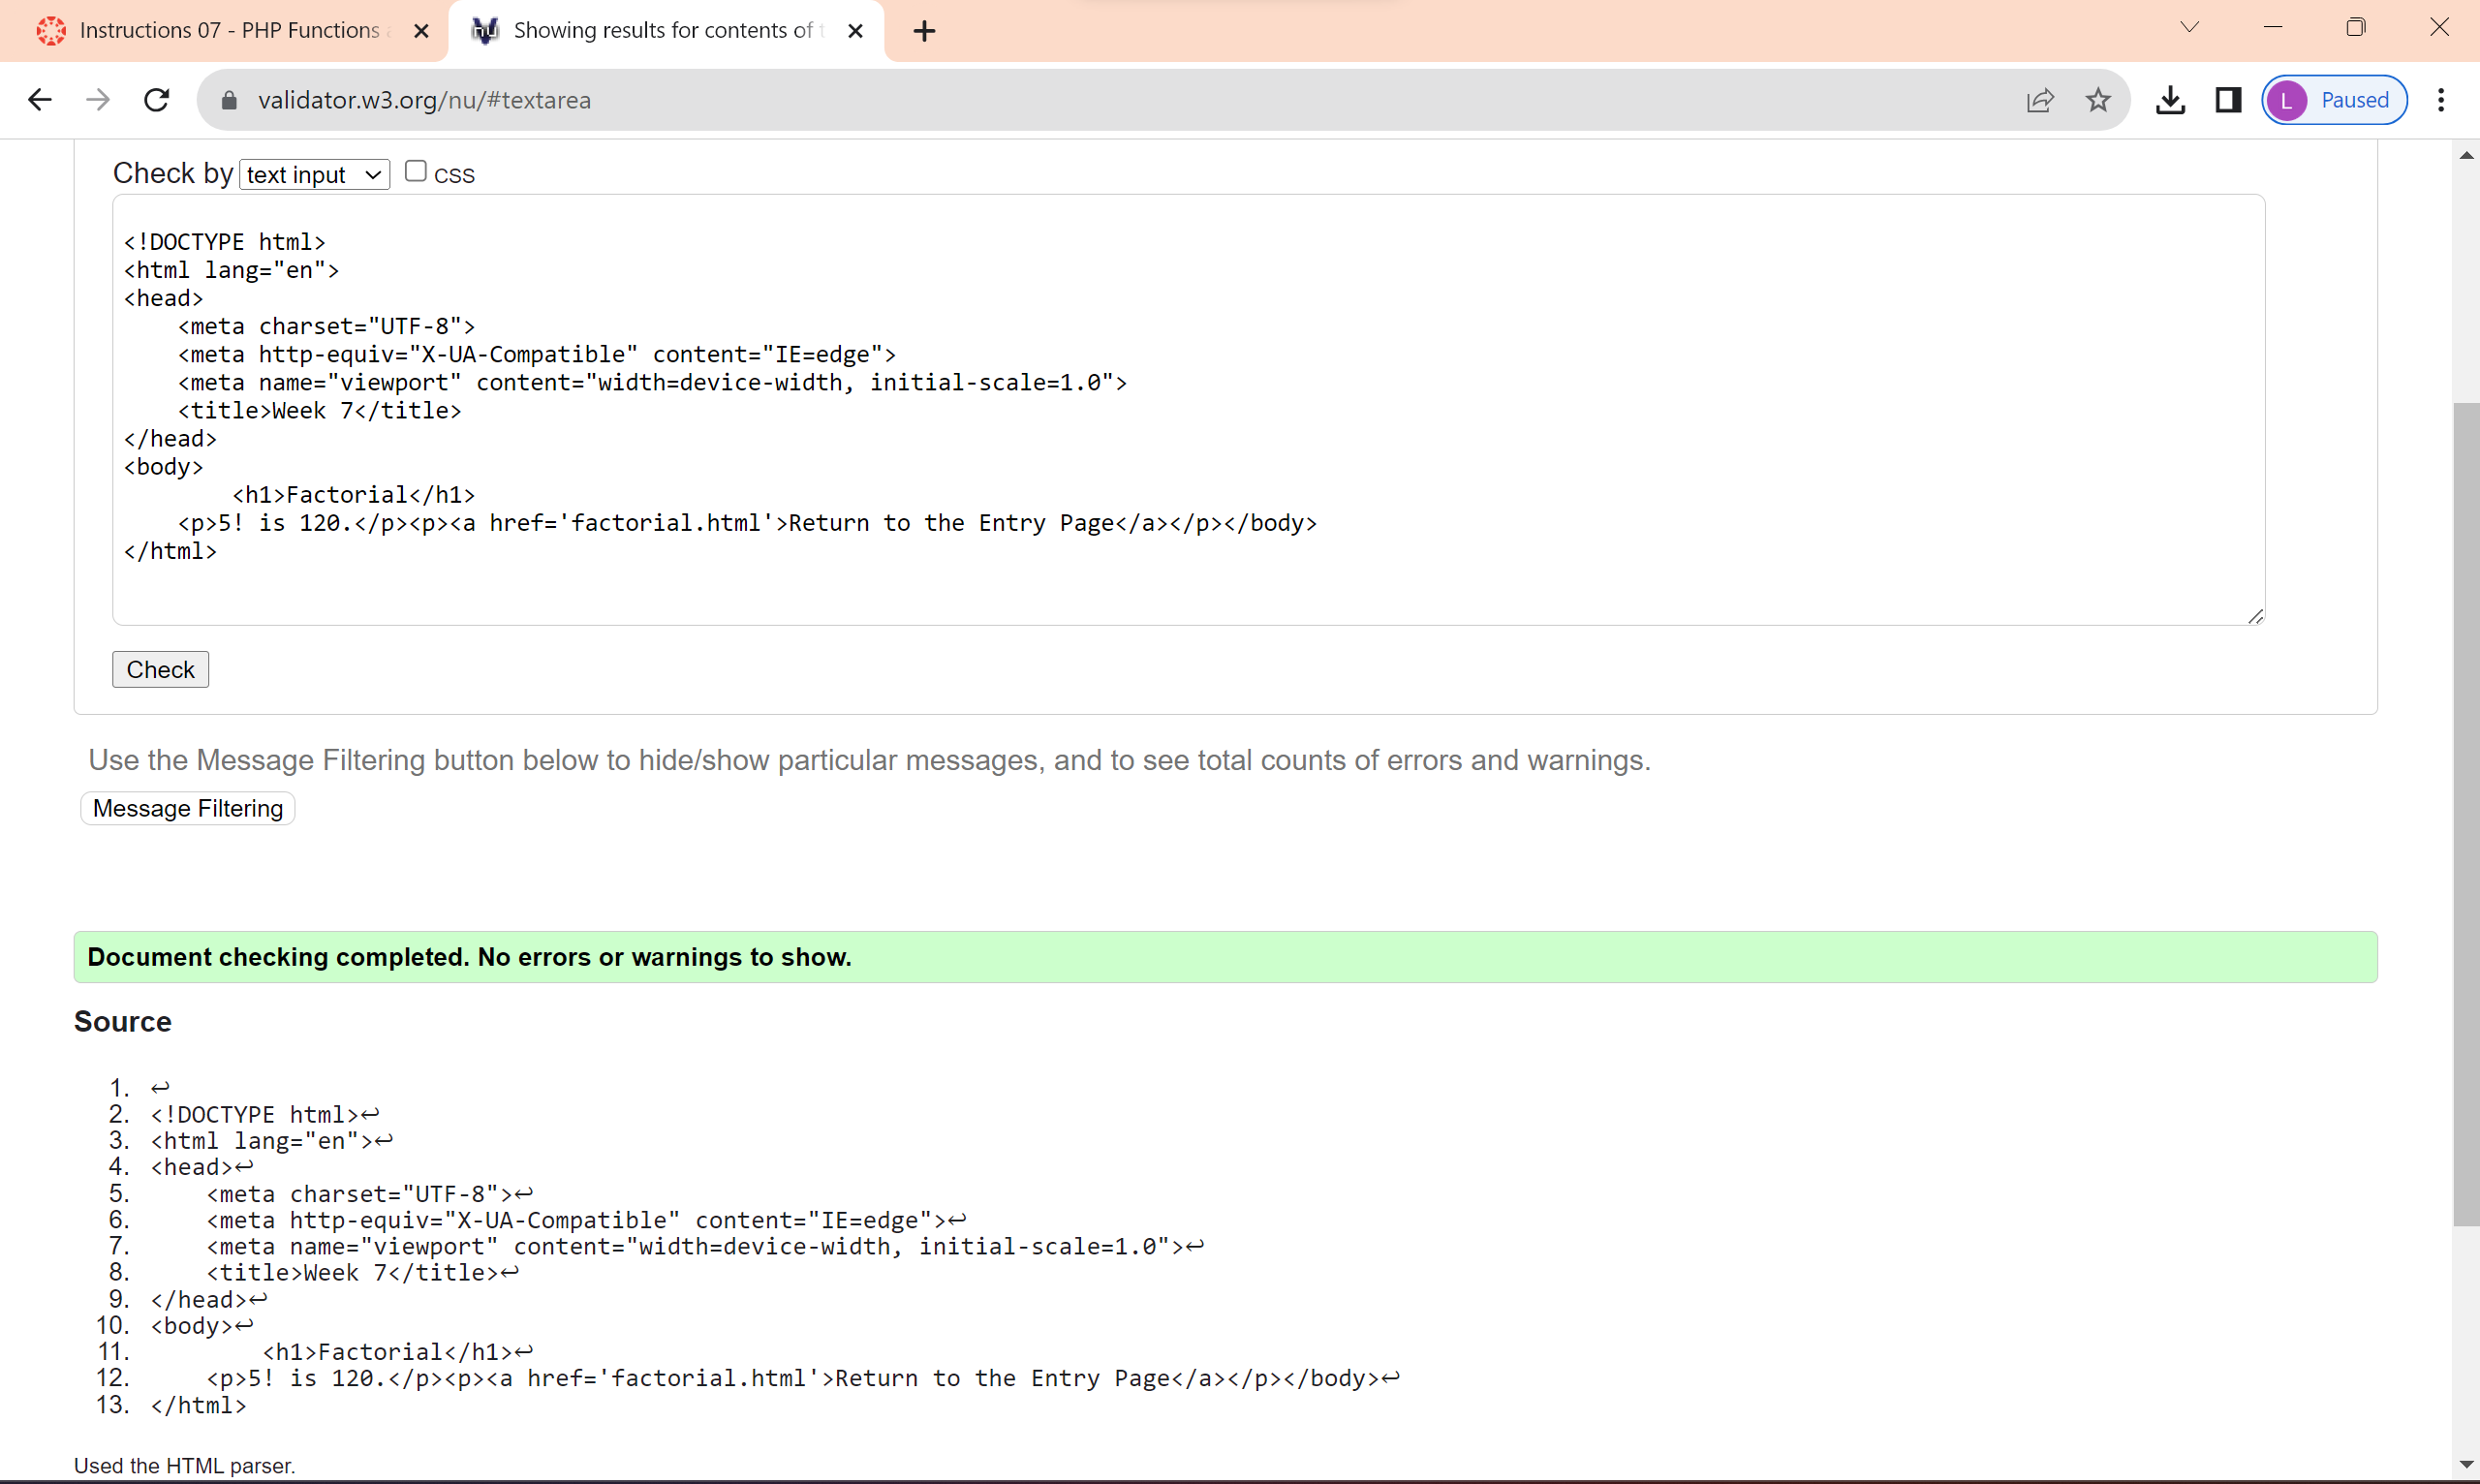 Instructions 07 - PHP Functions
Showing results for contents of
validator.w3.org/nu/#textarea
L Paused
Check by text input css
<!DOCTYPE html>
<html lang="en">
<head>
    <meta charset="UTF-8">
    <meta http-equiv="X-UA-Compatible" content="IE=edge">
    <meta name="viewport" content="width=device-width, initial-scale=1.0">
    <title>Week 7</title>
</head>
<body>
        <h1>Factorial</h1>
    <p>5! is 120.</p><p><a href='factorial.html'>Return to the Entry Page</a></p></body>
</html>
Check
Use the Message Filtering button below to hide/show particular messages, and to see total counts of errors and warnings.
Message Filtering
Document checking completed. No errors or warnings to show.
Source
1. ↩
2. <!DOCTYPE html>↩
3. <html lang="en">↩
4. <head>↩
5.     <meta charset="UTF-8">↩
6.     <meta http-equiv="X-UA-Compatible" content="IE=edge">↩
7.     <meta name="viewport" content="width=device-width, initial-scale=1.0">↩
8.     <title>Week 7</title>↩
9. </head>↩
10. <body>↩
11.         <h1>Factorial</h1>↩
12.     <p>5! is 120.</p><p><a href='factorial.html'>Return to the Entry Page</a></p></body>↩
13. </html>
Used the HTML parser.